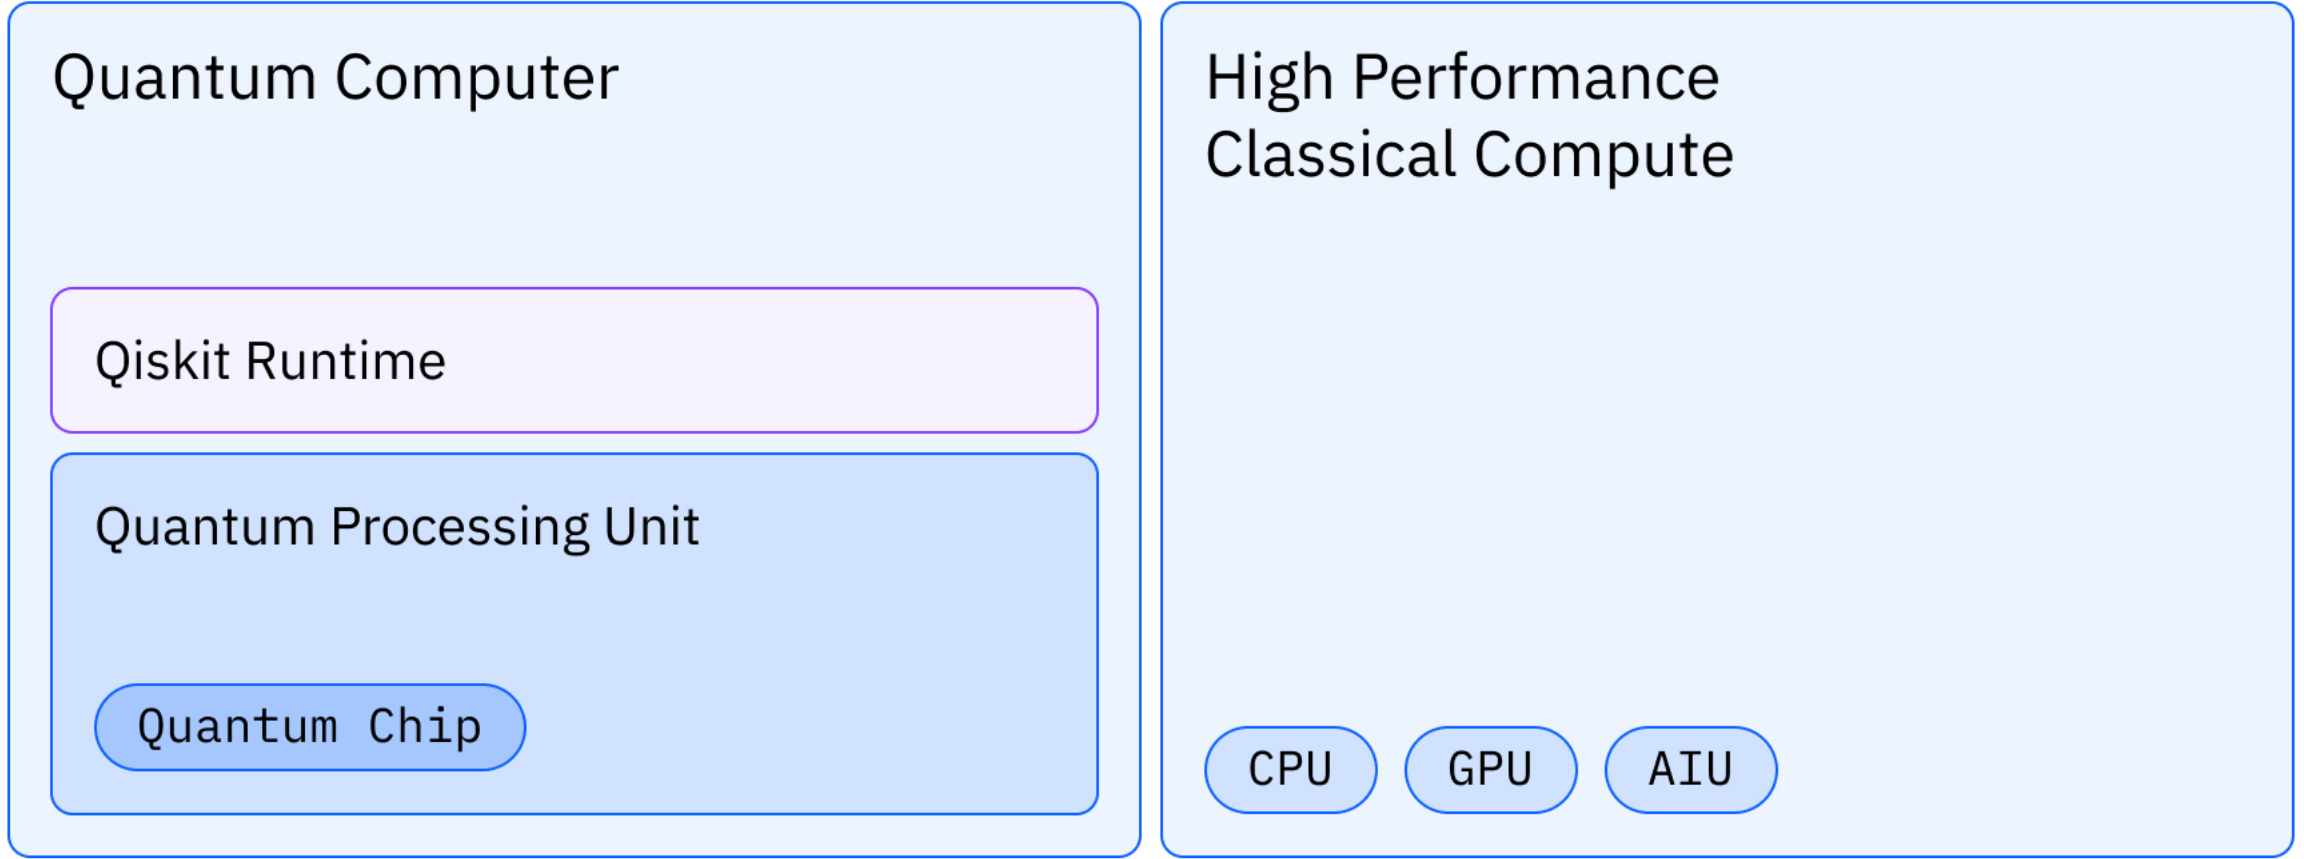 Quantum Computer
Qiskit Runtime
Quantum Processing Unit
Quantum Chip
High Performance
Classical Compute
CPU
GPU
AIU